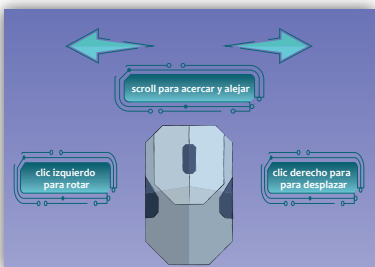 scroll para acercar y alejar
clic izquierdo
para rotar
clic derecho para
para desplazar